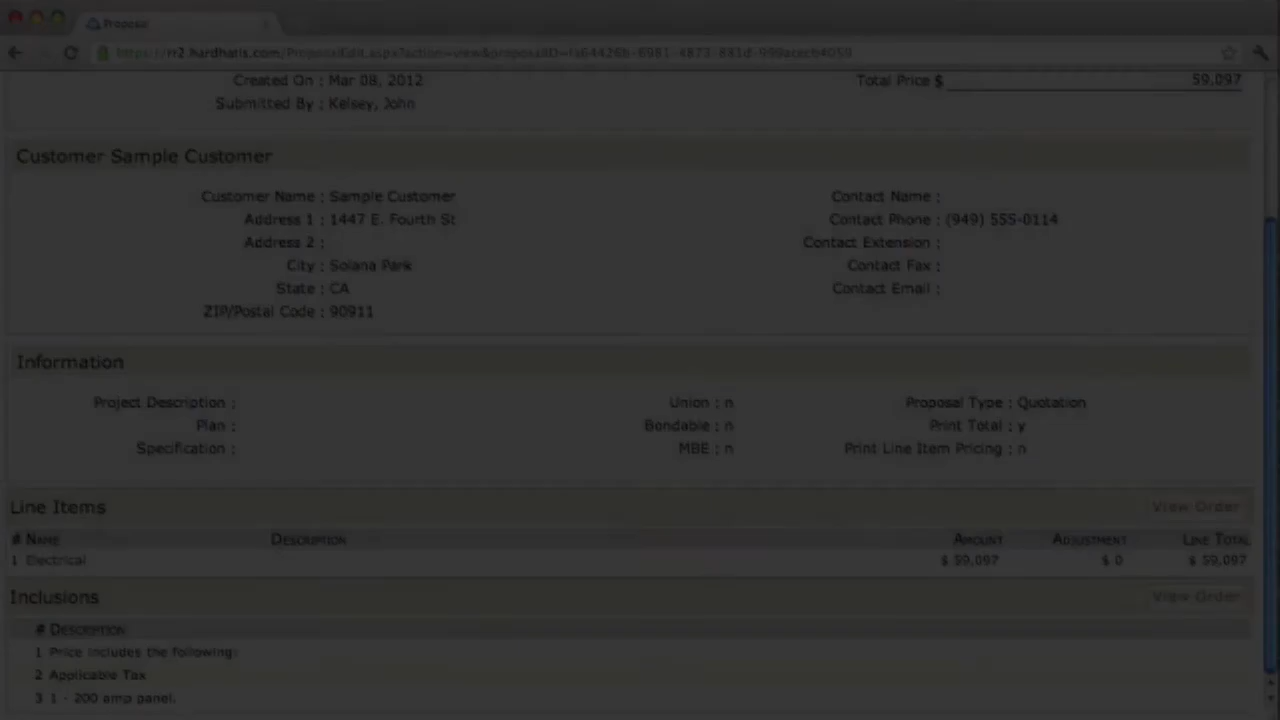 Proposal
Created On : Mar 08, 2012
Total Price $ 59,097
Submitted By : Kelsey, John
Customer Sample Customer
Customer Name : Sample Customer
Contact Name :
Address 1 : 1447 E. Fourth St
Contact Phone : (949) 555-0114
Address 2 :
Contact Extension :
City : Solana Park
Contact Fax :
State : CA
Contact Email :
ZIP/Postal Code : 90911
Information
Project Description :
Union : n
Proposal Type : Quotation
Plan :
Bondable : n
Print Total : y
Specification :
MBE : n
Print Line Item Pricing : n
Line Items
View Order
# NAME DESCRIPTION AMOUNT ADJUSTMENT LINE TOTAL
1 Electrical $ 59,097 $ 0 $ 59,097
Inclusions
View Order
# DESCRIPTION
1 Price includes the following:
2 Applicable Tax
3 1 - 200 amp panel.